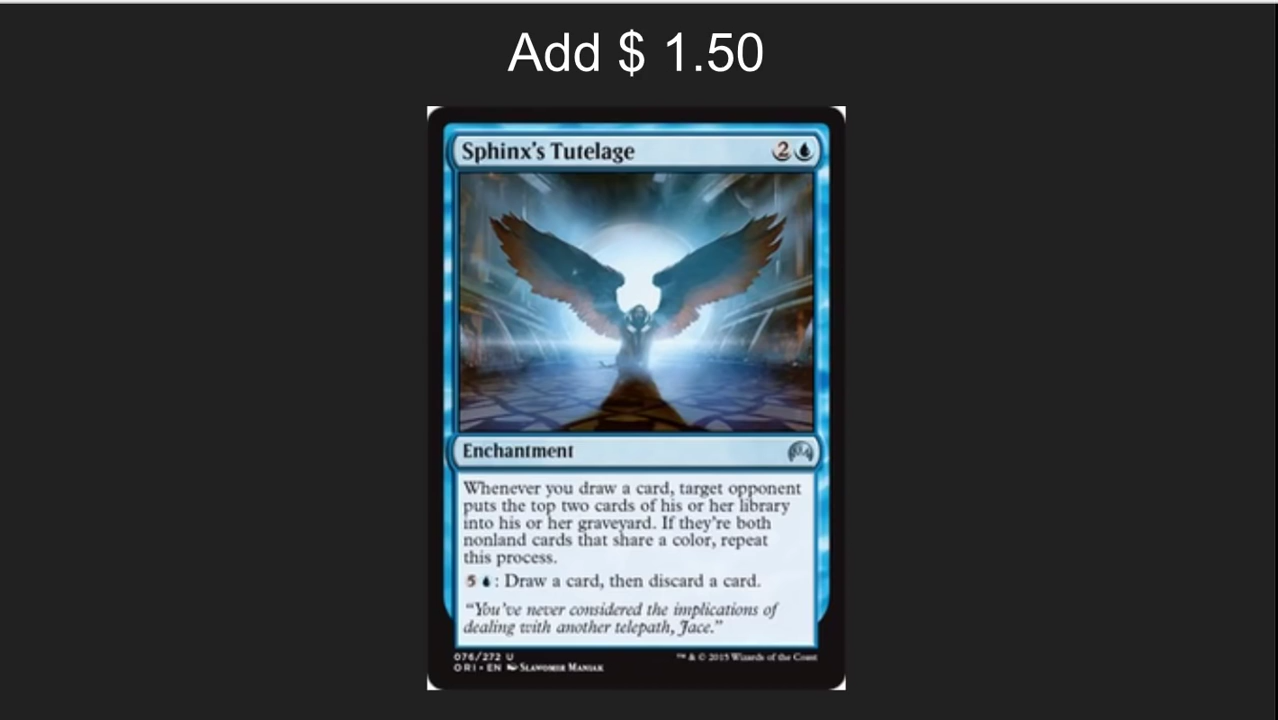 Add $ 1.50
Sphinx's Tutelage 2
Enchantment
Whenever you draw a card, target opponent
puts the top two cards of his or her library
into his or her graveyard. If they're both
nonland cards that share a color, repeat
this process.
5 : Draw a card, then discard a card.
"You've never considered the implications of
dealing with another telepath, Jace."
076/272 U
ORI • EN Slawomir Maniak
™ & © 2015 Wizards of the Coast